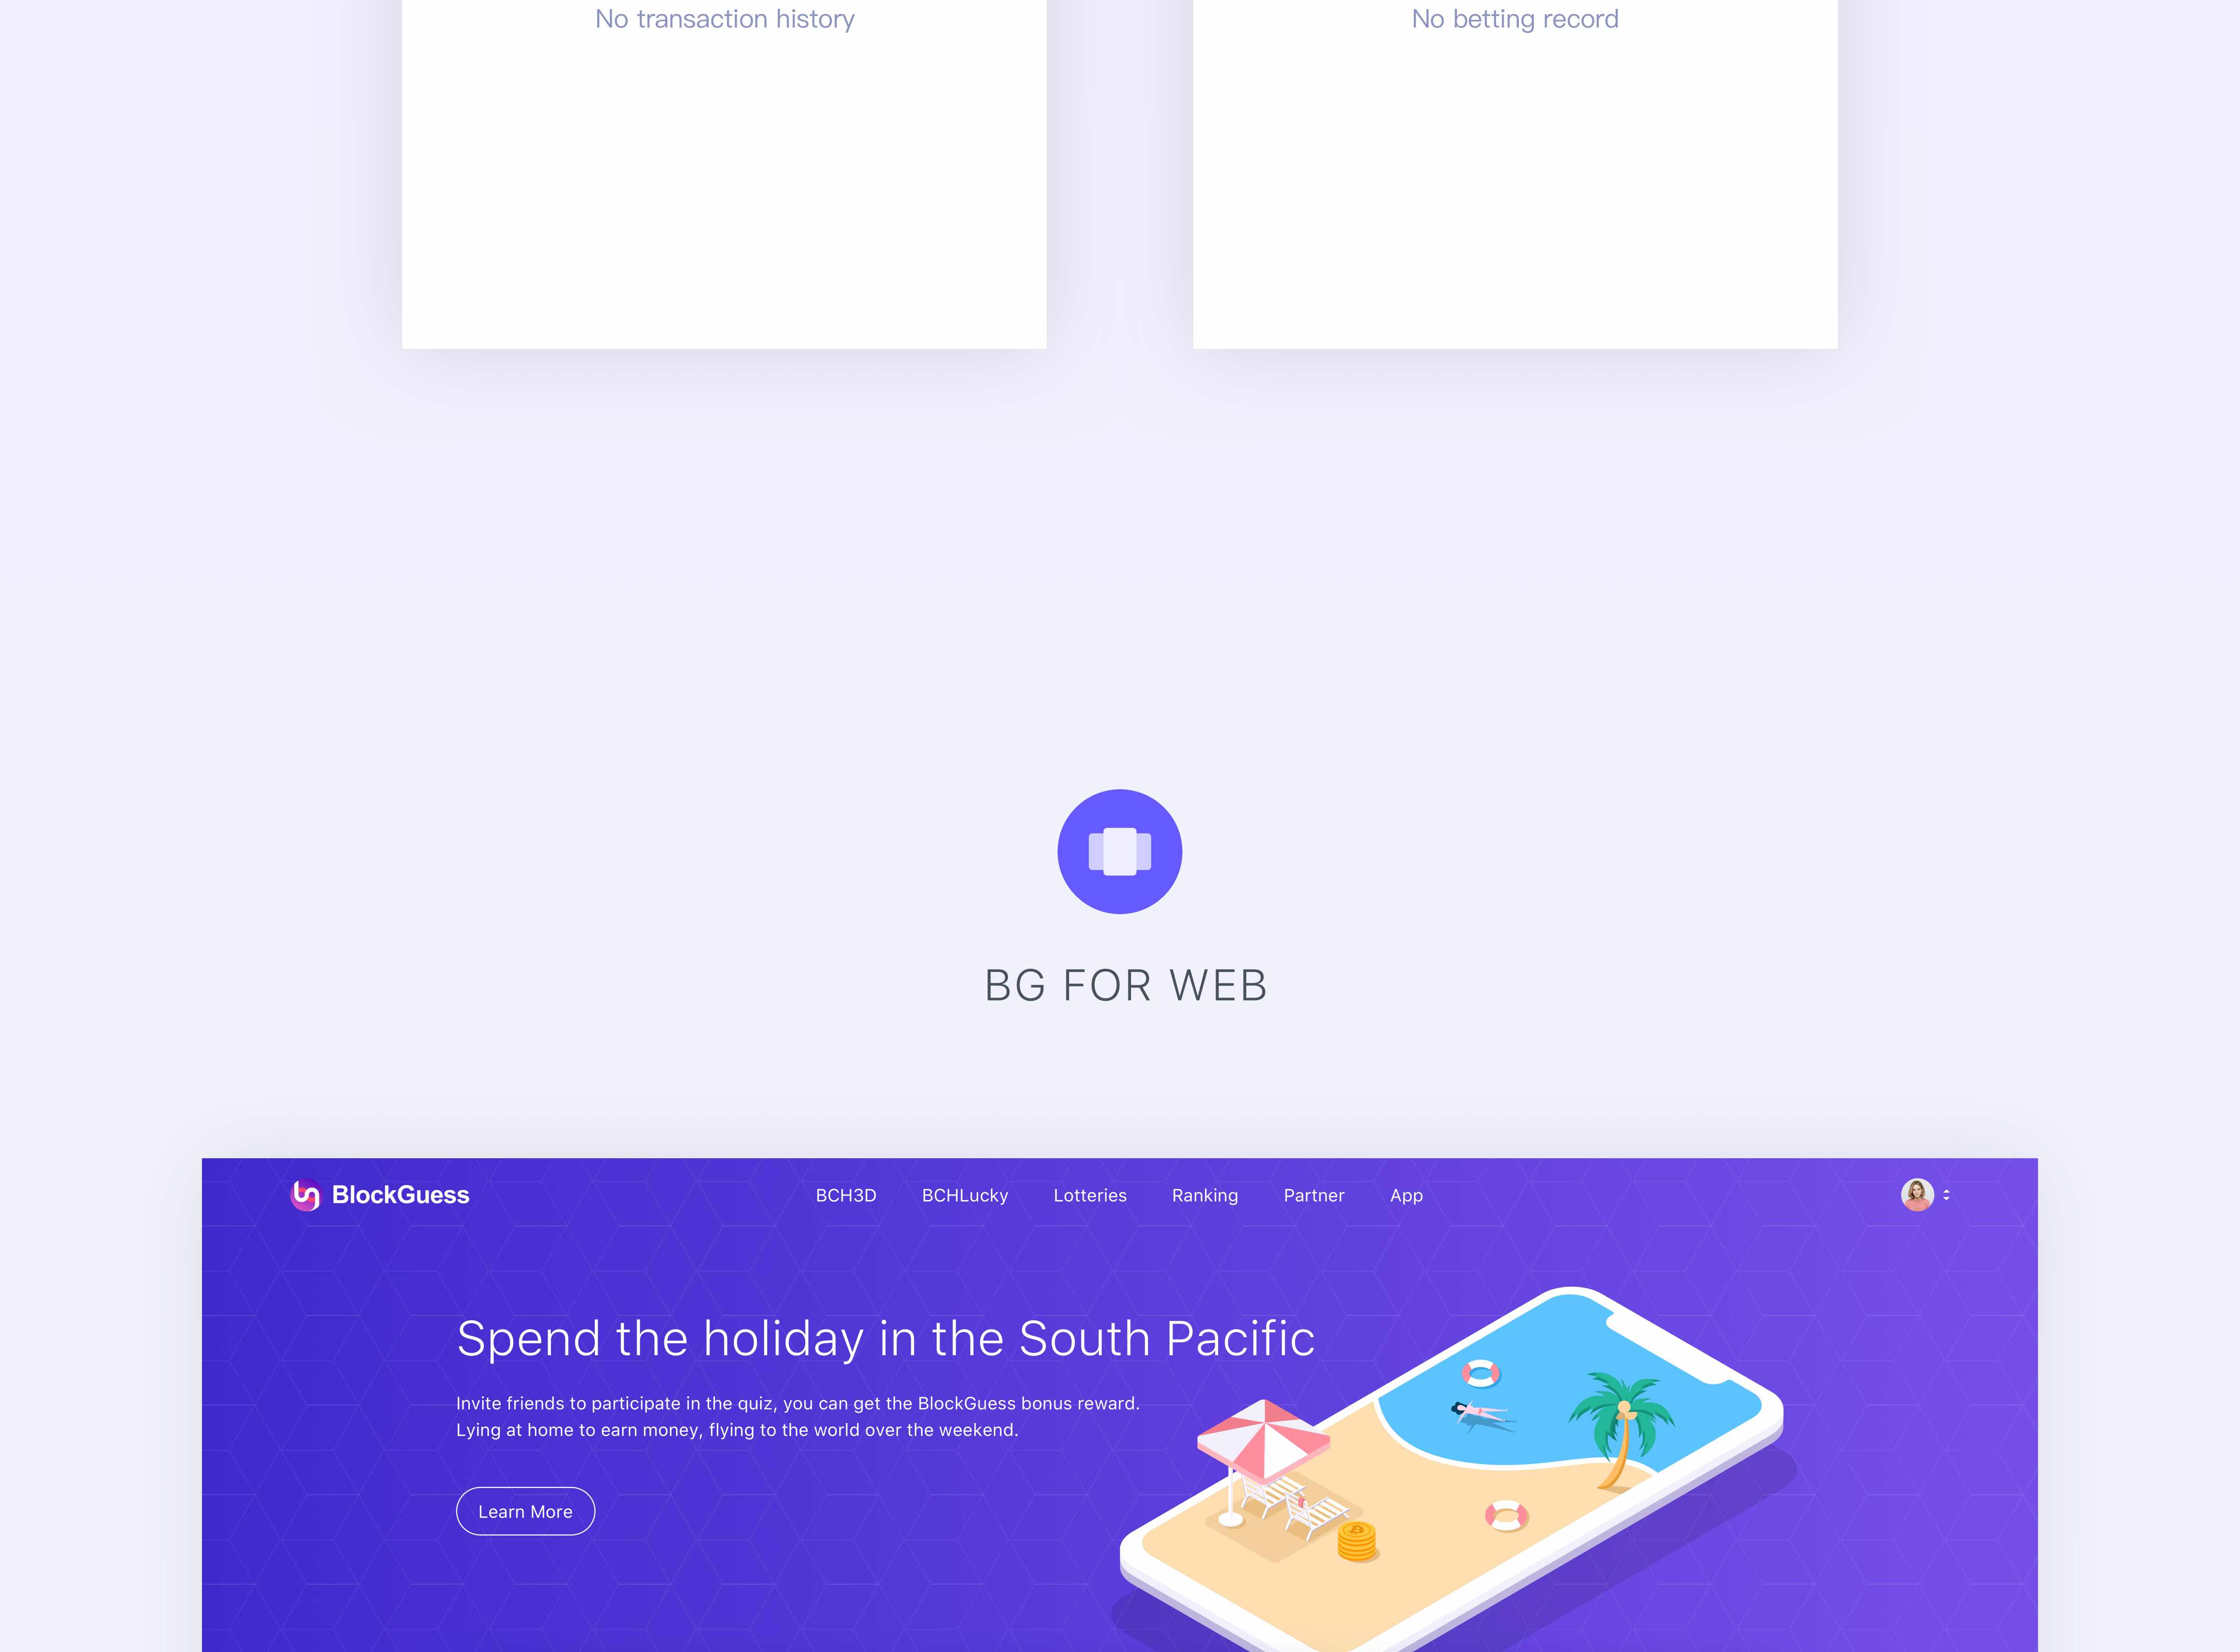 No transaction history
No betting record
BG FOR WEB
BlockGuess
BCH3D
BCHLucky
Lotteries
Ranking
Partner
App
Spend the holiday in the South Pacific
Invite friends to participate in the quiz, you can get the BlockGuess bonus reward.
Lying at home to earn money, flying to the world over the weekend.
Learn More